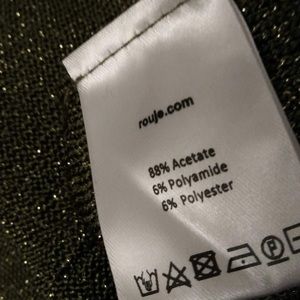 rouje.com
88% Acetate
6% Polyamide
6% Polyester